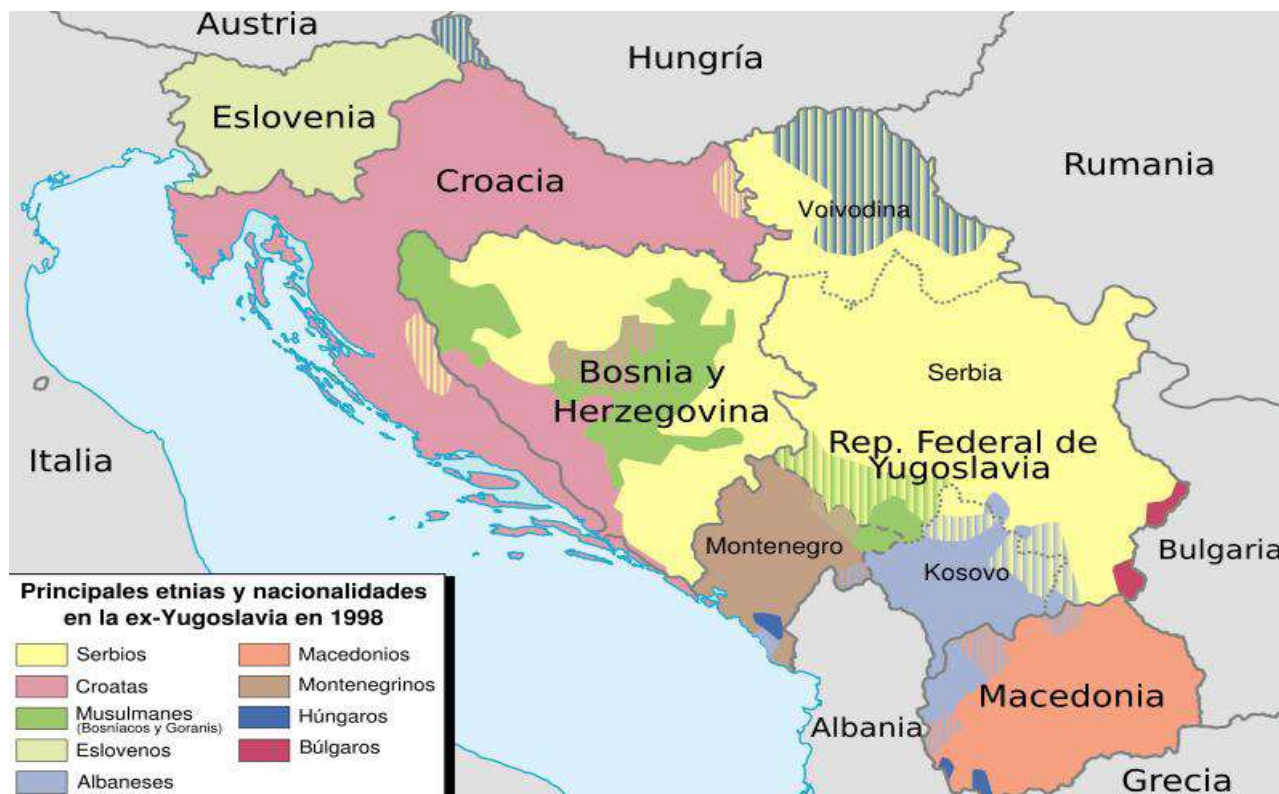 Austria
Hungría
Eslovenia
Rumania
Croacia
Voivodina
Serbia
Bosnia y
Herzegovina
Rep. Federal de
Yugoslavia
Italia
Montenegro
Kosovo
Bulgaria
Macedonia
Albania
Grecia
Principales etnias y nacionalidades
en la ex-Yugoslavia en 1998
Serbios
Croatas
Musulmanes
(Bosníacos y Goranis)
Eslovenos
Albaneses
Macedonios
Montenegrinos
Húngaros
Búlgaros